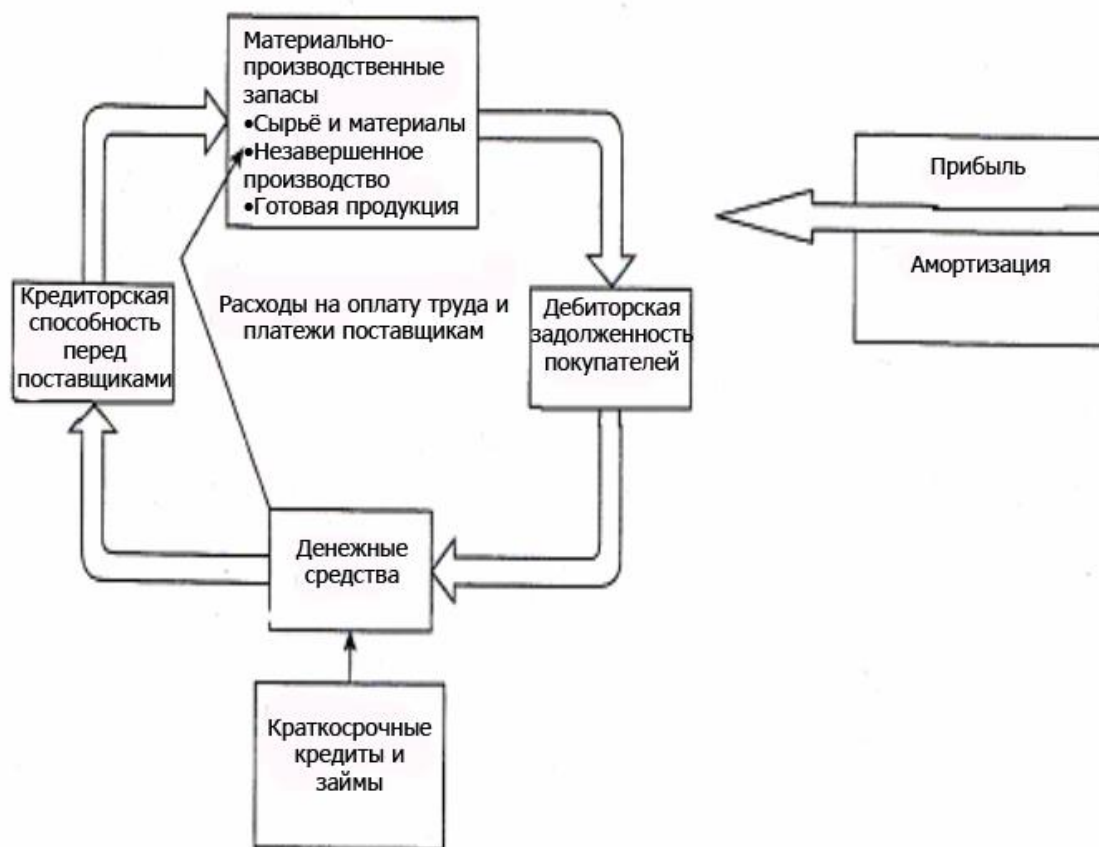 Материально-
производственные
запасы
•Сырьё и материалы
•Незавершенное
производство
•Готовая продукция
Прибыль
Амортизация
Кредиторская
способность
перед
поставщиками
Расходы на оплату труда и
платежи поставщикам
Дебиторская
задолженность
покупателей
Денежные
средства
Краткосрочные
кредиты и
займы